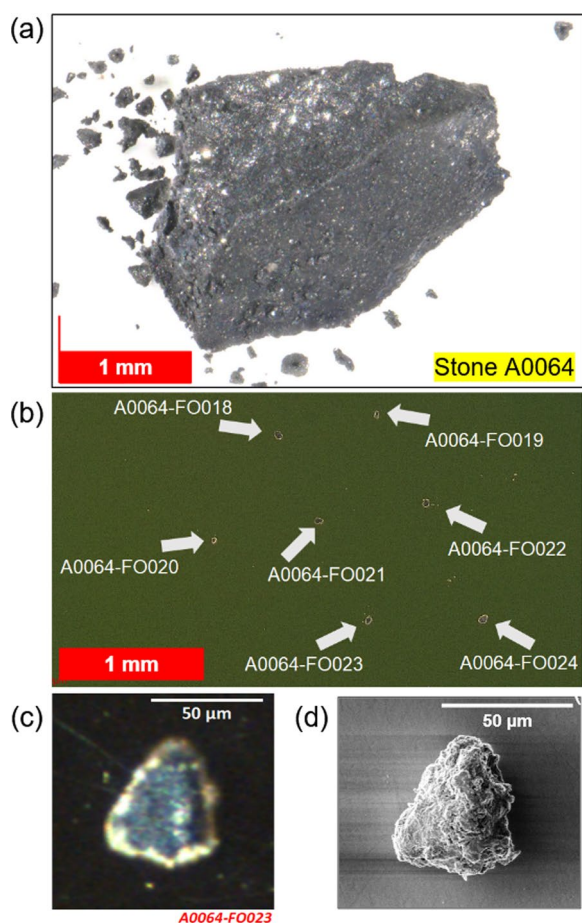 (a)
1 mm
Stone A0064
(b)
A0064-FO018
A0064-FO019
A0064-FO020
A0064-FO021
A0064-FO022
A0064-FO023
A0064-FO024
1 mm
(c)
50 µm
A0064-FO023
(d)
50 µm